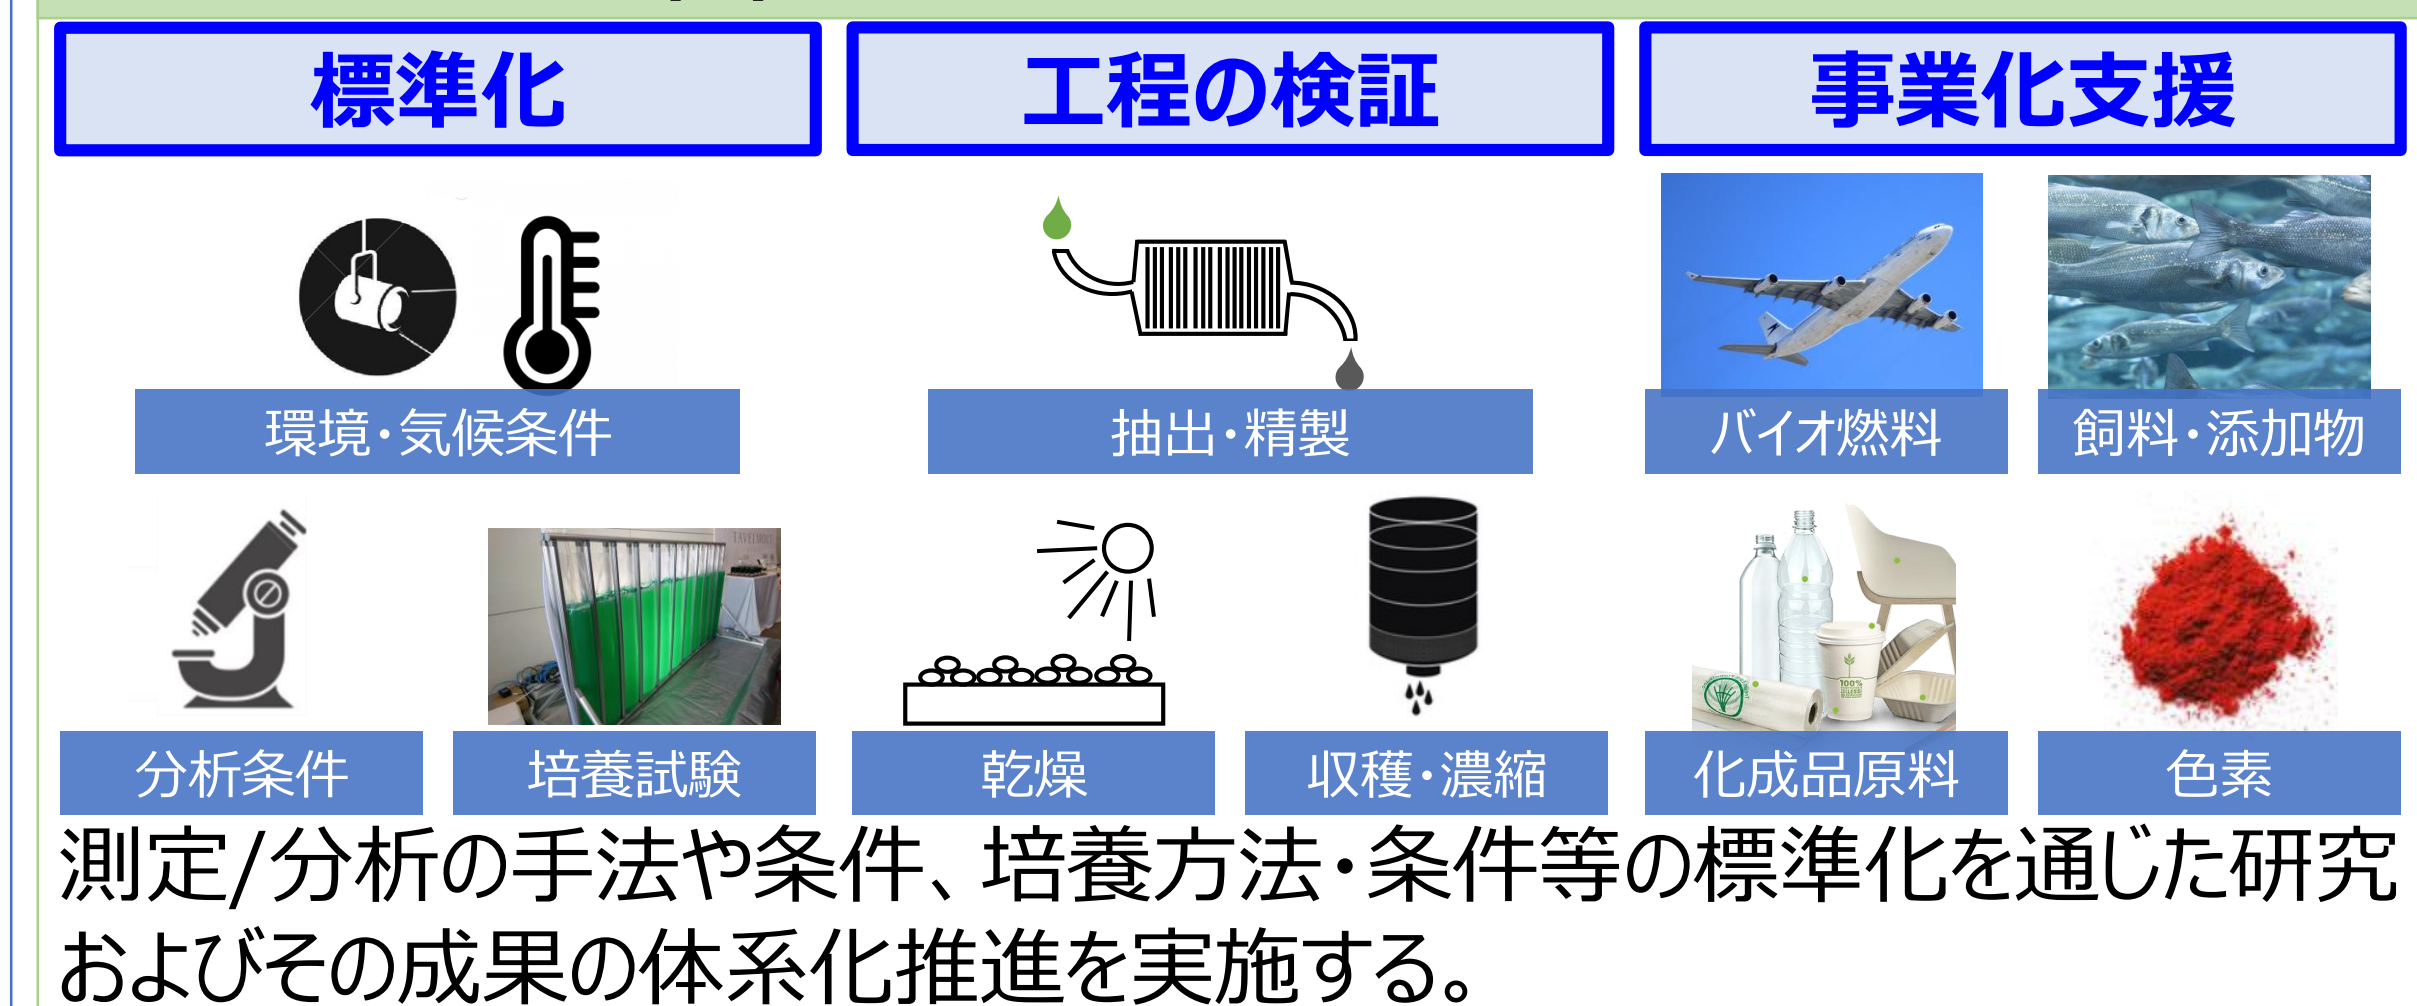 標準化
工程の検証
事業化支援
環境・気候条件
抽出・精製
バイオ燃料
飼料・添加物
TAVELMOUT
100%
分析条件
培養試験
乾燥
収穫・濃縮
化成品原料
色素
測定/分析の手法や条件、培養方法・条件等の標準化を通じた研究
およびその成果の体系化推進を実施する。